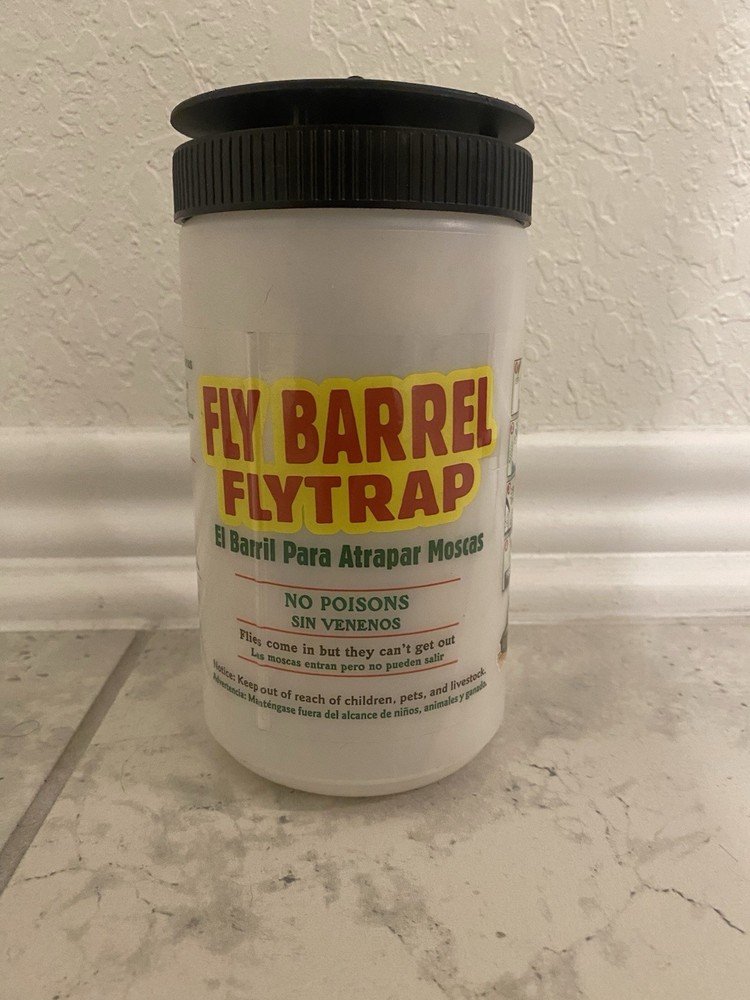 FLY BARREL
FLYTRAP
El Barril Para Atrapar Moscas
NO POISONS
SIN VENENOS
Flies come in but they can't get out
Las moscas entran pero no pueden salir
Notice: Keep out of reach of children, pets, and livestock.
Advertencia: Manténgase fuera del alcance de niños, animales y ganado.